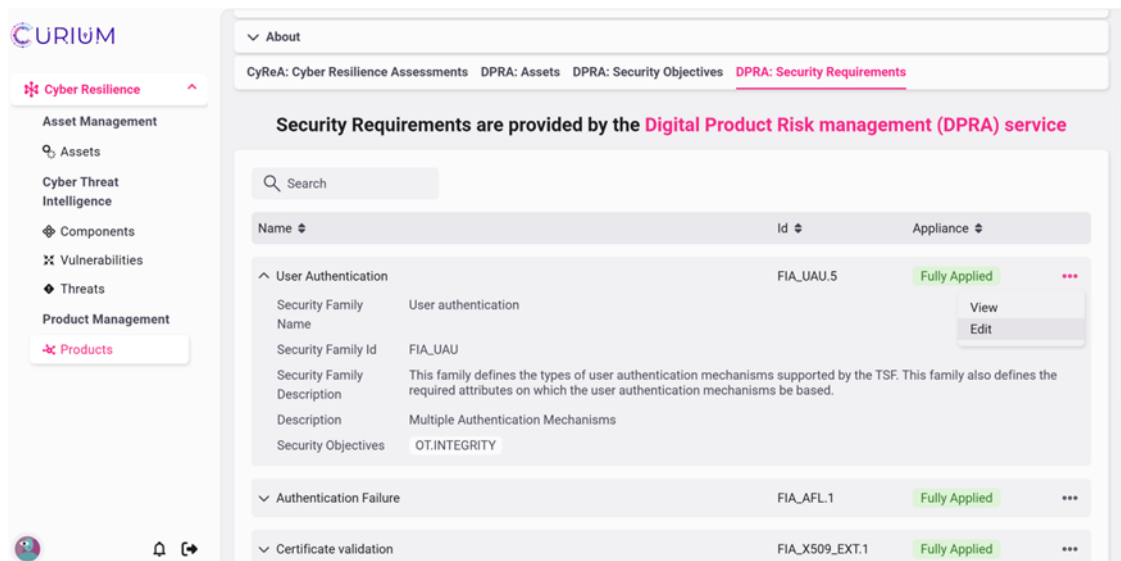 CURIUM
Cyber Resilience
Asset Management
Assets
Cyber Threat
Intelligence
Components
Vulnerabilities
Threats
Product Management
Products
About
CyReA: Cyber Resilience Assessments DPRA: Assets DPRA: Security Objectives DPRA: Security Requirements
Security Requirements are provided by the Digital Product Risk management (DPRA) service
Search
Name Id Appliance
User Authentication FIA_UAU.5 Fully Applied
View
Edit
Security Family
Name
User authentication
Security Family Id FIA_UAU
Security Family
Description
This family defines the types of user authentication mechanisms supported by the TSF. This family also defines the
required attributes on which the user authentication mechanisms be based.
Description Multiple Authentication Mechanisms
Security Objectives OT.INTEGRITY
Authentication Failure FIA_AFL.1 Fully Applied
Certificate validation FIA_X509_EXT.1 Fully Applied